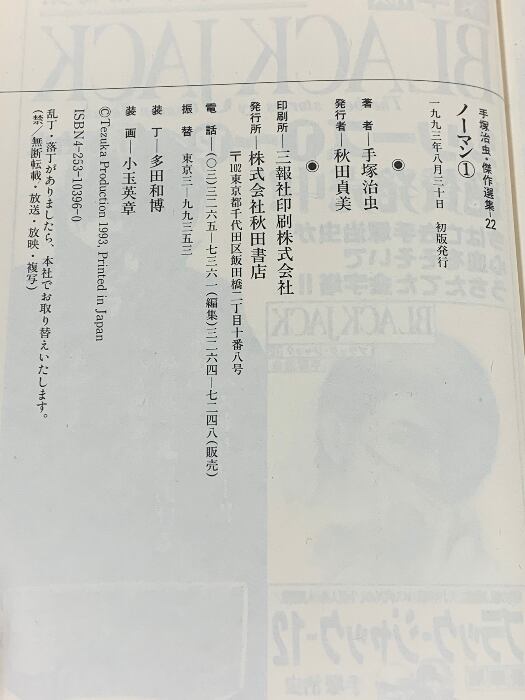 手塚治虫・傑作選集―22
ノーマン①
一九九三年八月三十日　初版発行
◉
著者―手塚治虫
発行者―秋田貞美
◉
印刷所―三報社印刷株式会社
発行所―株式会社秋田書店
〒102 東京都千代田区飯田橋二丁目十番八号
電話―(〇三)三二六五―七三六一(編集)三二六四―七二四八(販売)
振替　東京三―九九三五三
装丁―多田和博
装画―小玉英章
©Tezuka Production 1993, Printed in Japan
ISBN4-253-10396-0
乱丁・落丁がありましたら、本社でお取り替えいたします。
(禁／無断転載・放送・放映・複写)